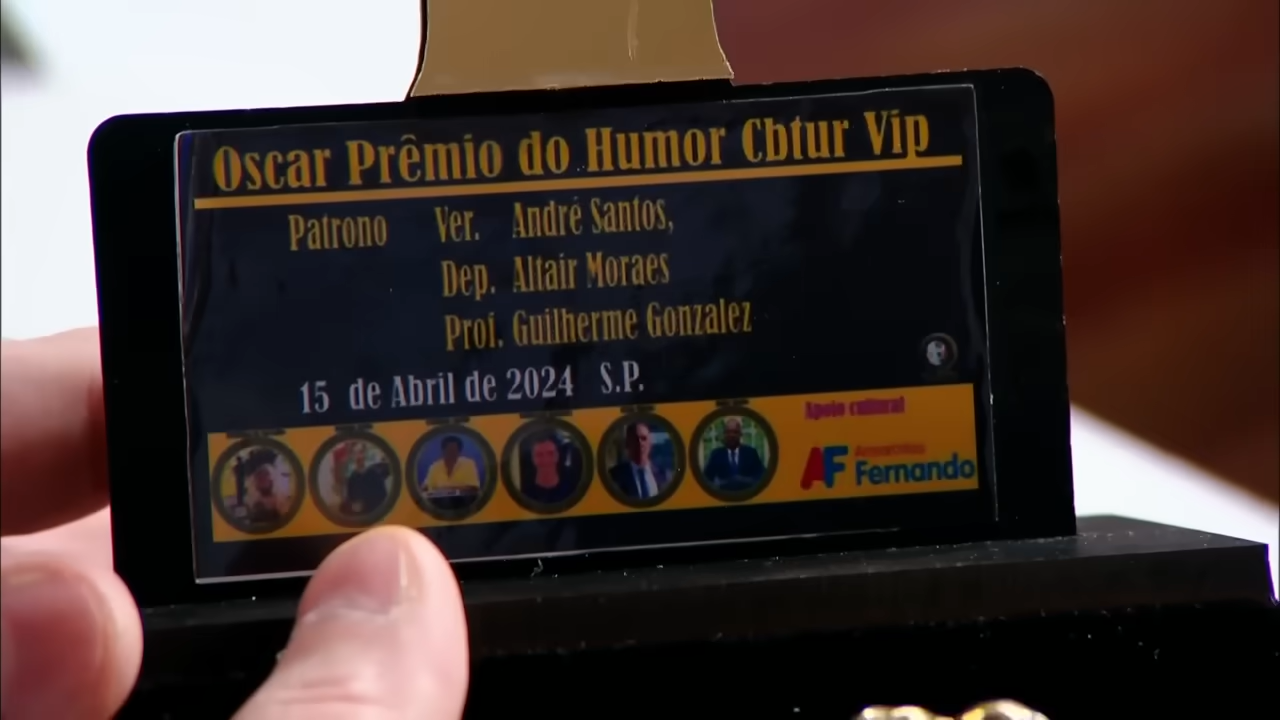 Oscar Prêmio do Humor Cbtur Vip
Patrono Ver. André Santos,
Dep. Altair Moraes
Prof. Guilherme Gonzalez
15 de Abril de 2024 S.P.
Apoio cultural
AF Fernando